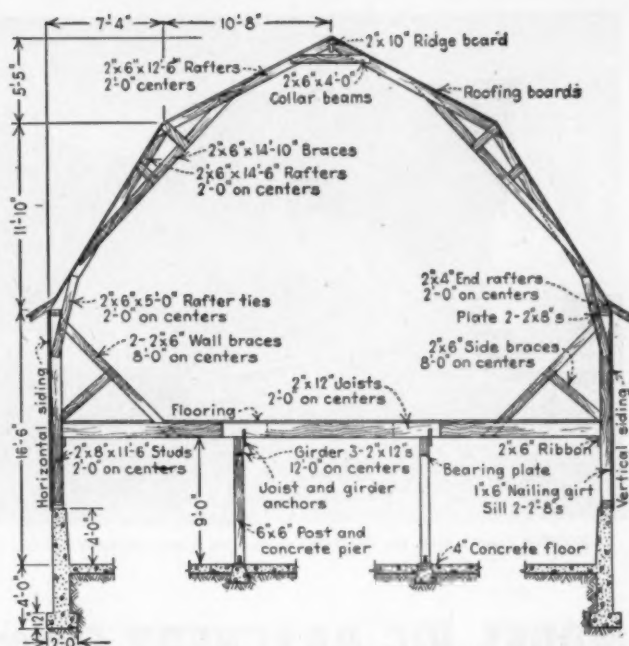 7'-4"
10'-8"
2"x 10" Ridge board
2"x6"x12'-6" Rafters
2'-0" centers
2"x6"x4'-0"
Collar beams
Roofing boards
5'-5"
2"x6"x14'-10" Braces
2"x6"x14'-6" Rafters
2'-0" on centers
11'-10"
2"x6"x5'-0" Rafter ties
2'-0" on centers
2"x4" End rafters
2'-0" on centers
Plate 2-2"x8"s
2-2"x6" Wall braces
8'-0" on centers
2"x6" Side braces
8'-0" on centers
2"x12" Joists
2'-0" on centers
Flooring
Horizontal siding
Vertical siding
16'-6"
2"x8"x11'-6" Studs
2'-0" on centers
Girder 3-2"x12"s
12'-0" on centers
Joist and girder
anchors
2"x6" Ribbon
Bearing plate
1"x6" Nailing girt
Sill 2-2"-8"s
4'-0"
9'-0"
6"x6" Post and
concrete pier
4" Concrete floor
4'-0"
12"
2'-0"